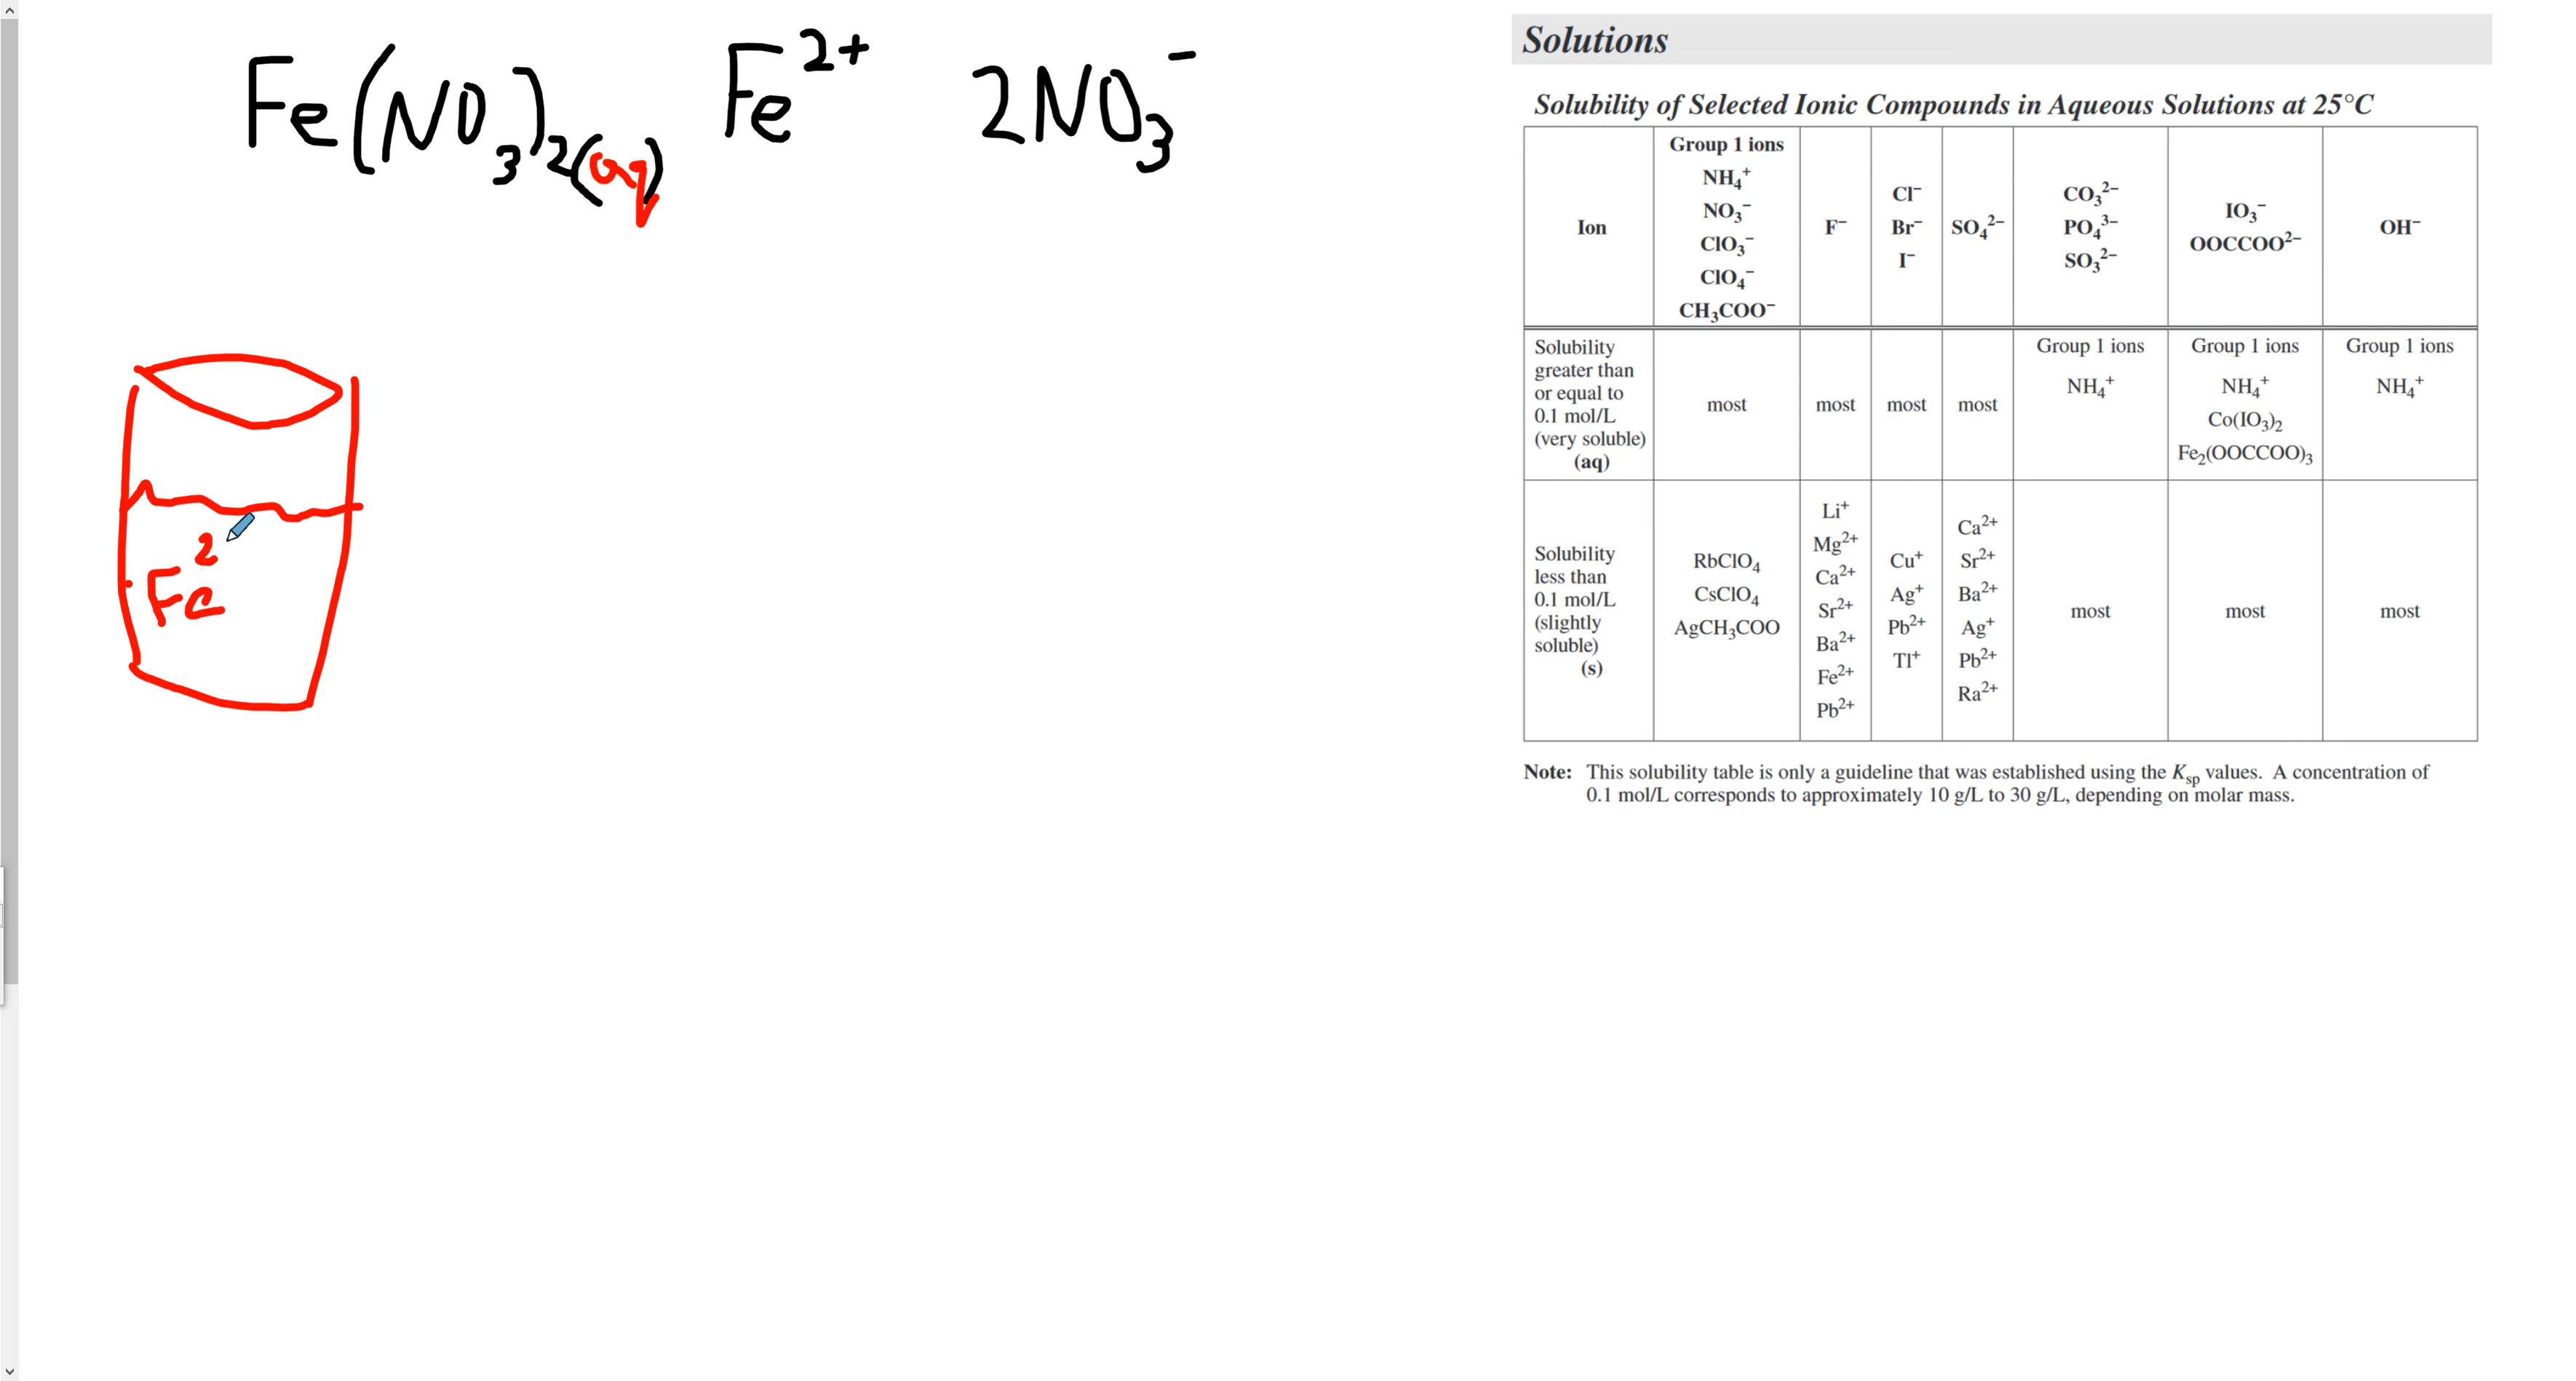 Fe(NO₃)₂(aq) Fe²⁺ 2NO₃⁻
Fe²
Solutions
Solubility of Selected Ionic Compounds in Aqueous Solutions at 25°C
Ion
Group 1 ions
NH₄⁺
NO₃⁻
ClO₃⁻
ClO₄⁻
CH₃COO⁻
F⁻
Cl⁻
Br⁻
I⁻
SO₄²⁻
CO₃²⁻
PO₄³⁻
SO₃²⁻
IO₃⁻
OOCCOO²⁻
OH⁻
Solubility
greater than
or equal to
0.1 mol/L
(very soluble)
(aq)
most
most
most
most
Group 1 ions
NH₄⁺
Group 1 ions
NH₄⁺
Co(IO₃)₂
Fe₂(OOCCOO)₃
Group 1 ions
NH₄⁺
Solubility
less than
0.1 mol/L
(slightly
soluble)
(s)
RbClO₄
CsClO₄
AgCH₃COO
Li⁺
Mg²⁺
Ca²⁺
Sr²⁺
Ba²⁺
Fe²⁺
Pb²⁺
Cu⁺
Ag⁺
Pb²⁺
Tl⁺
Ca²⁺
Sr²⁺
Ba²⁺
Ag⁺
Pb²⁺
Ra²⁺
most
most
most
Note: This solubility table is only a guideline that was established using the Ksp values. A concentration of
0.1 mol/L corresponds to approximately 10 g/L to 30 g/L, depending on molar mass.